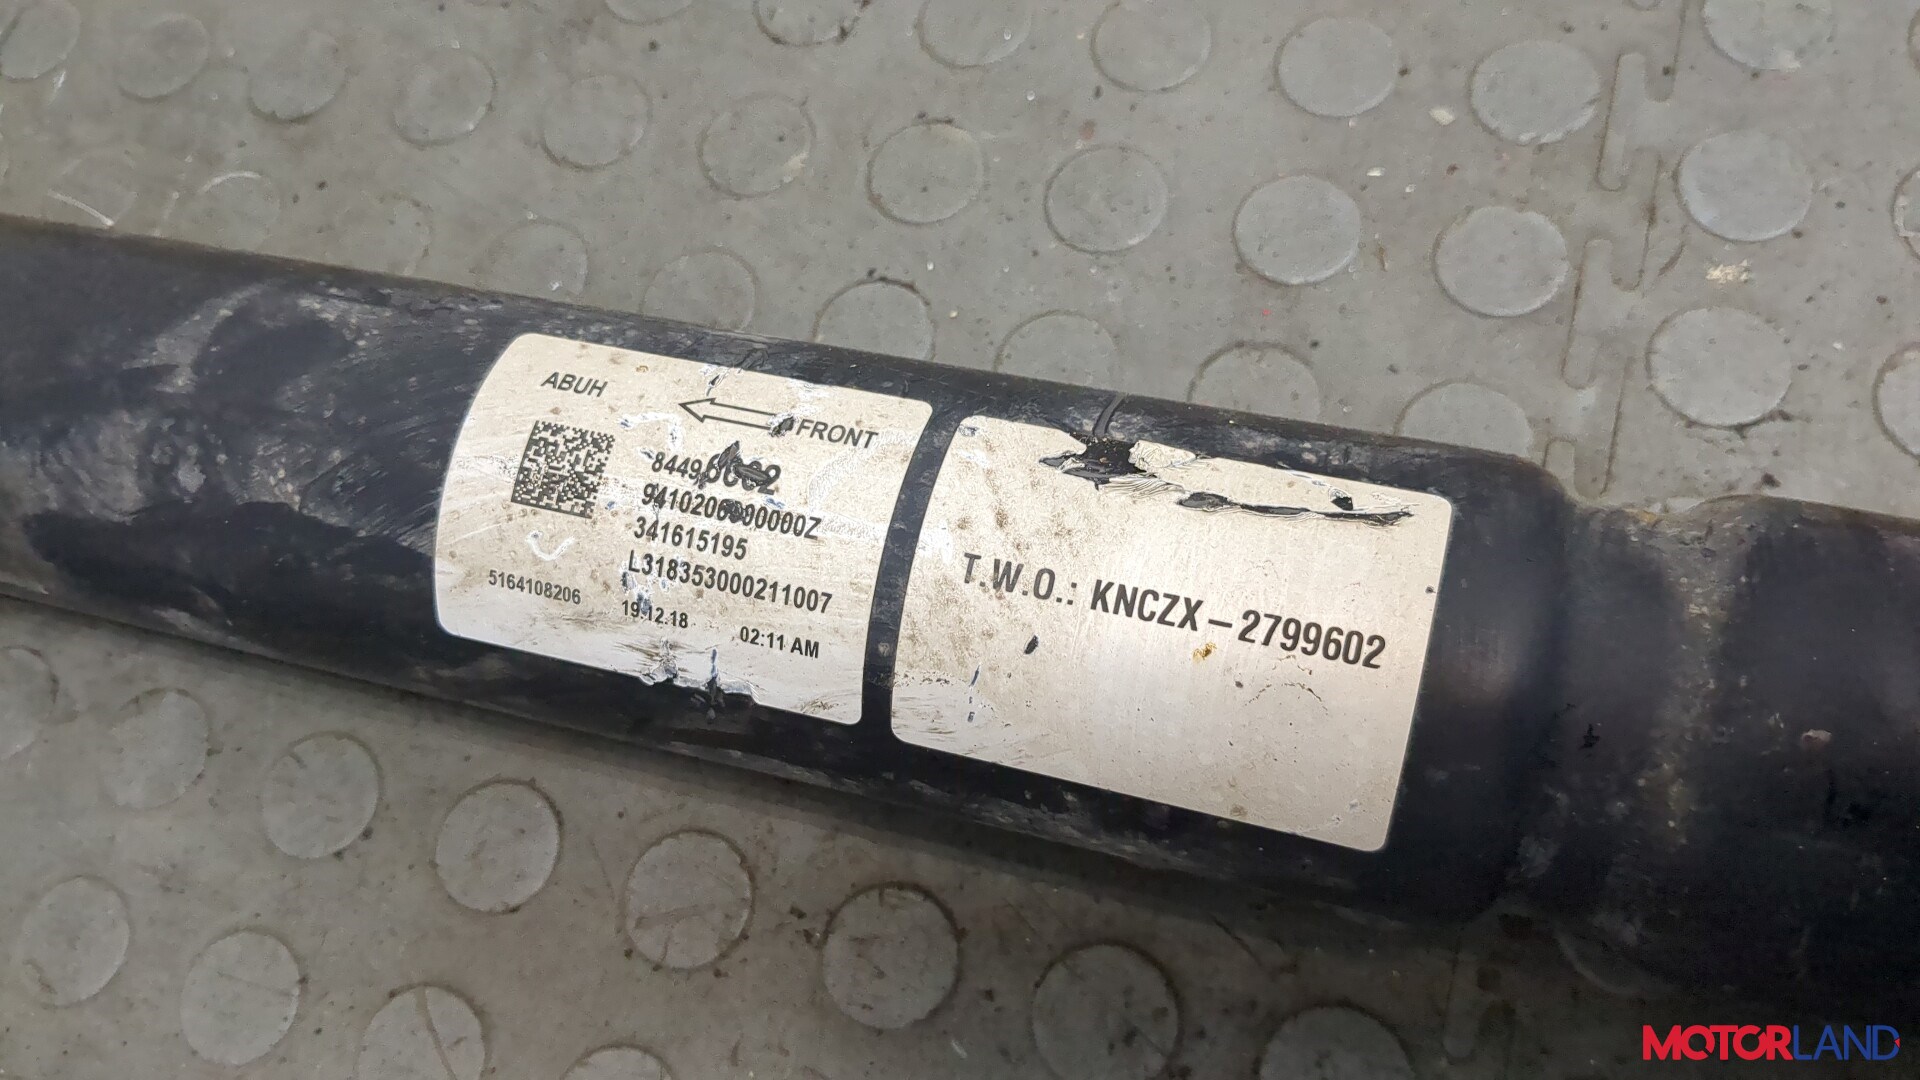 ABUH
FRONT
341615195
L318353000211007
5164108206
19.12.18
02:11 AM
T.W.O.: KNCZX-2799602
MOTORLAND